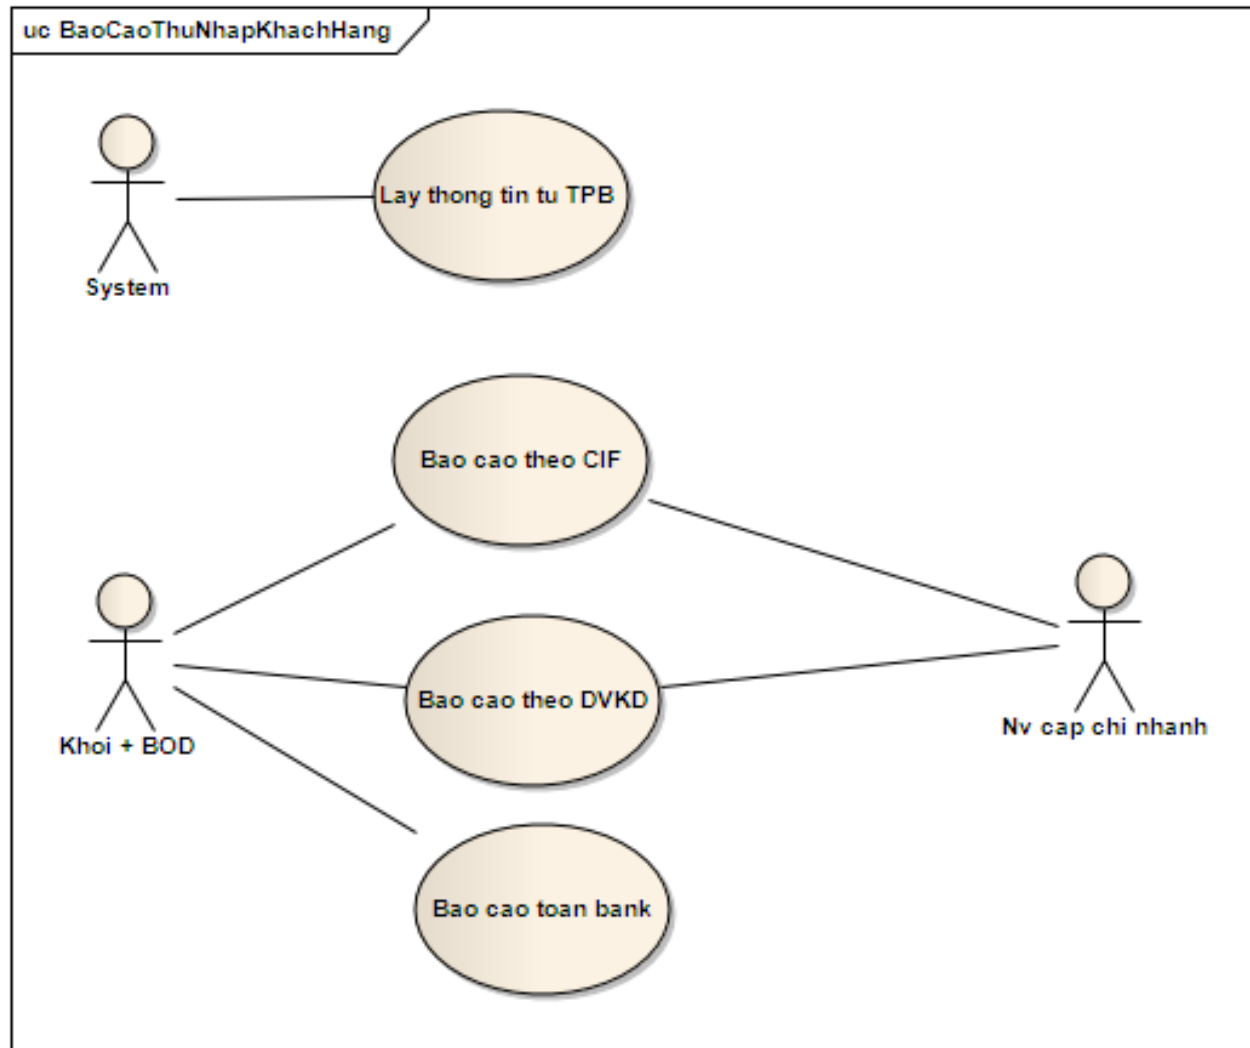 uc BaoCaoThuNhapKhachHang
Lay thong tin tu TPB
System
Bao cao theo CIF
Bao cao theo DVKD
Khoi + BOD
Nv cap chi nhanh
Bao cao toan bank